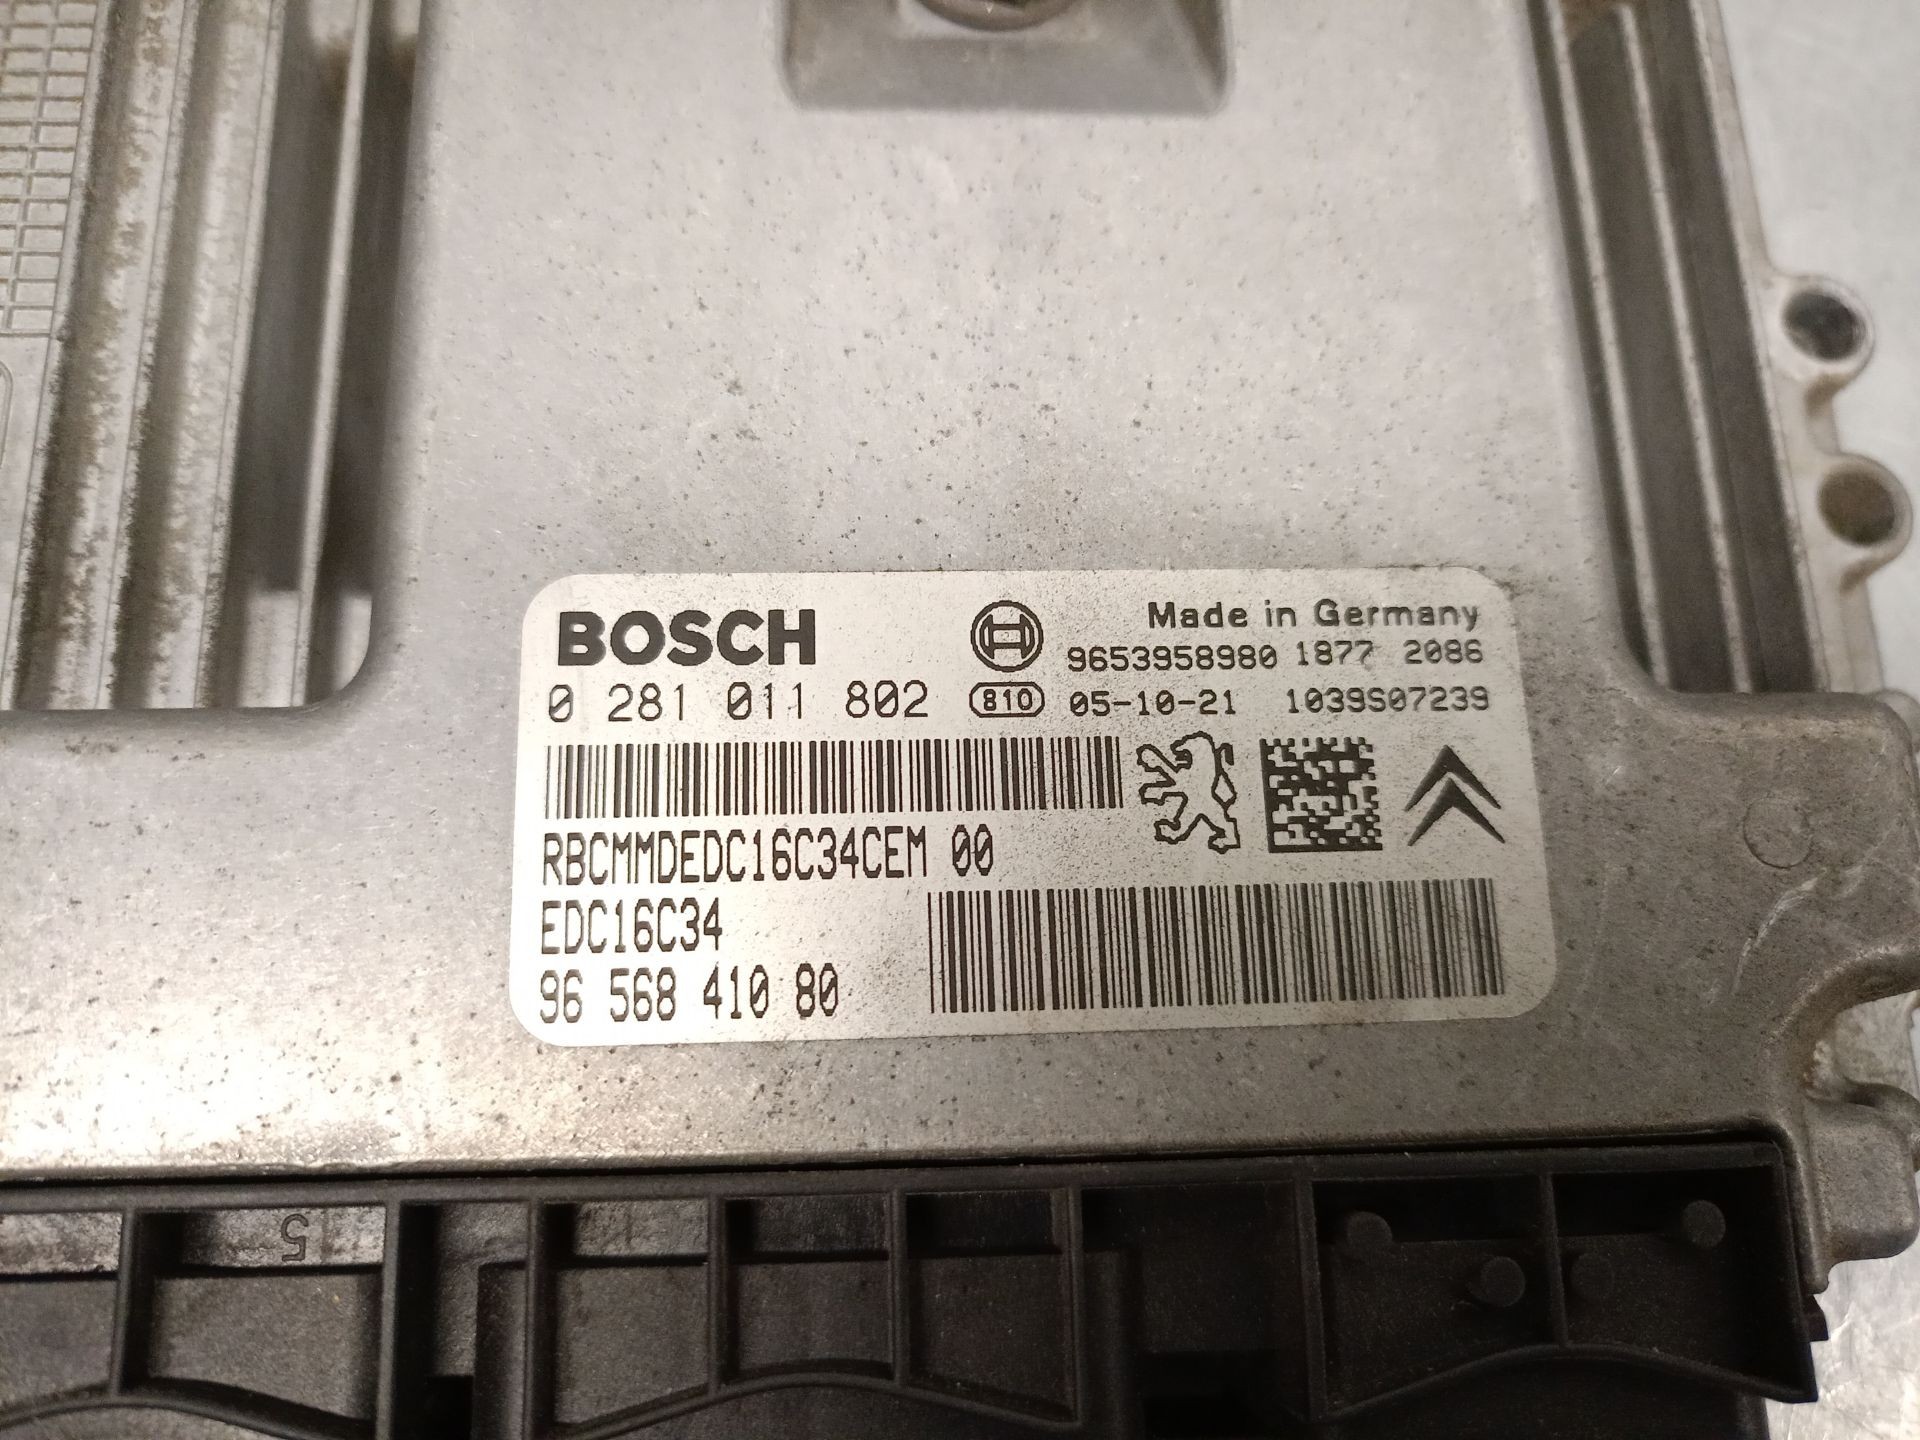 BOSCH
Made in Germany
9653958980 1877 2086
0 281 011 802 810 05-10-21 1039S07239
RBCMMDEDC16C34CEM 00
EDC16C34
96 568 410 80
5